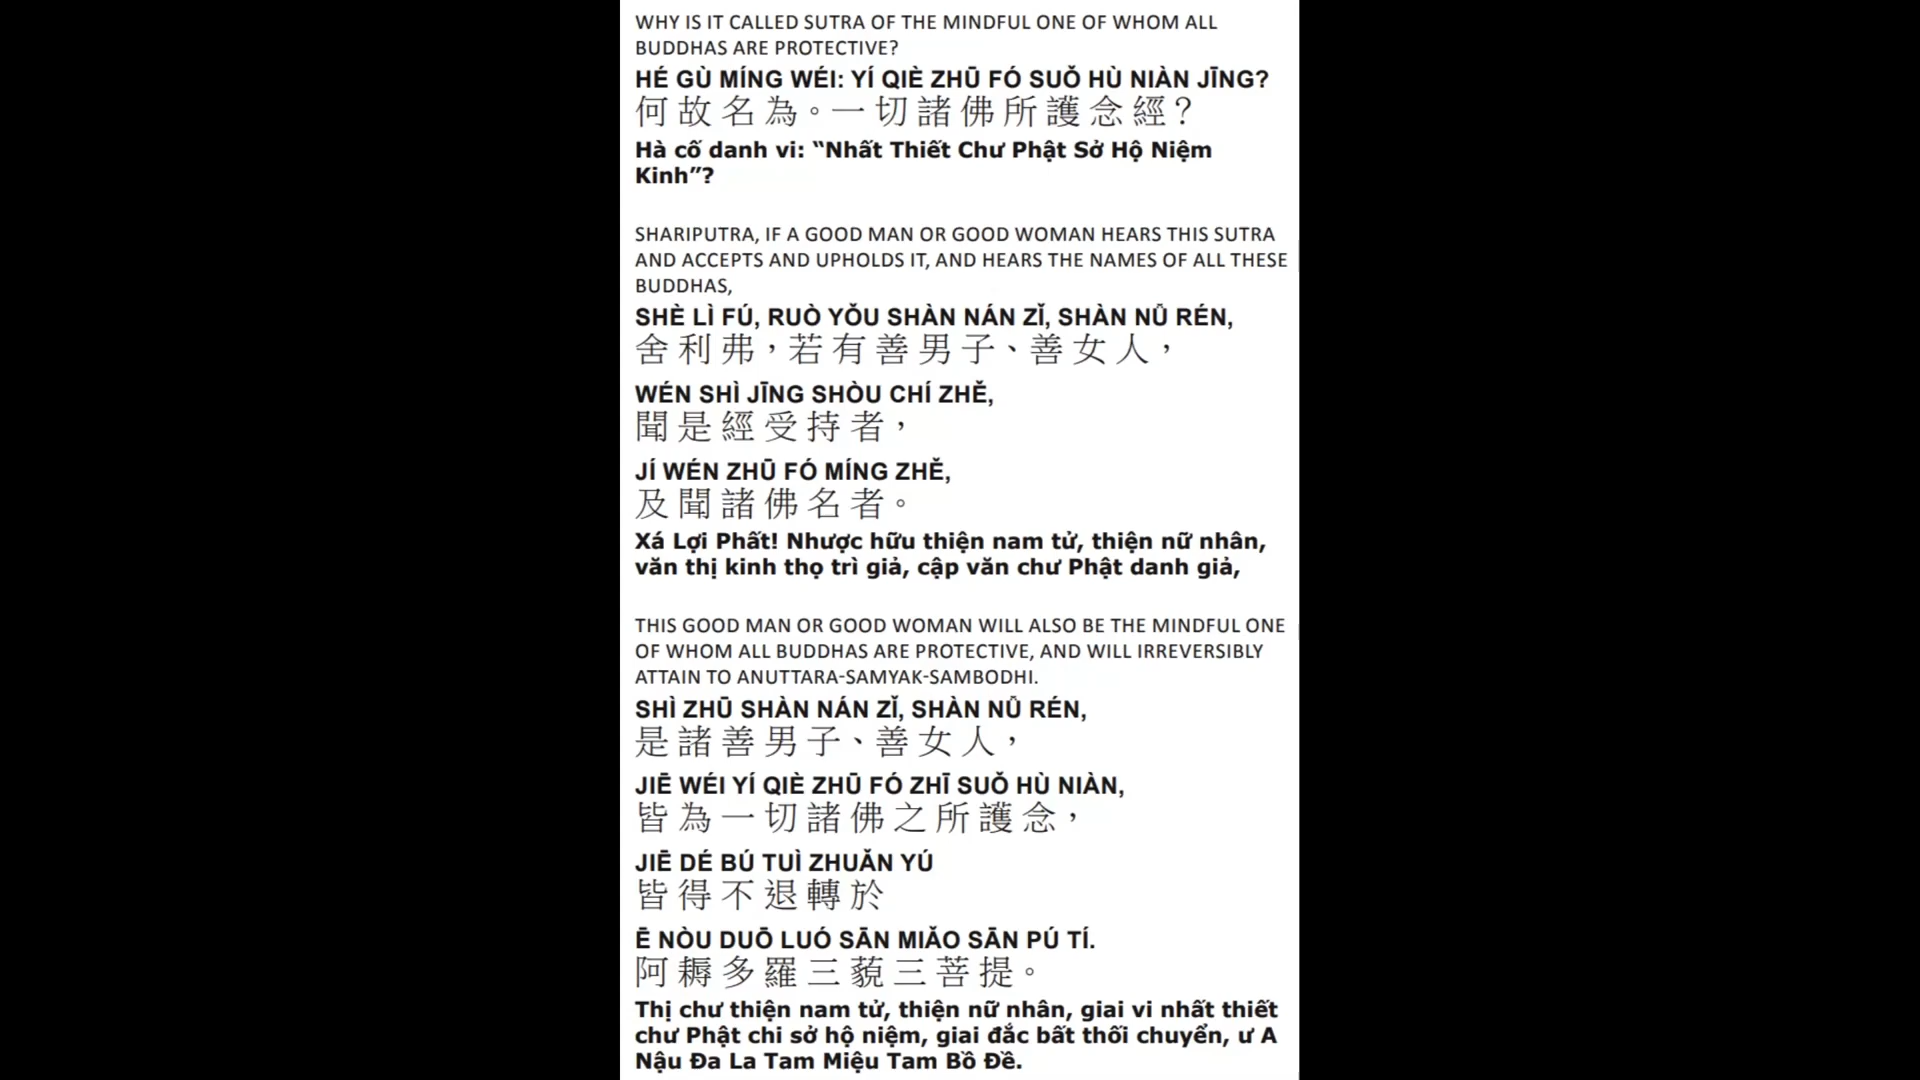 WHY IS IT CALLED SUTRA OF THE MINDFUL ONE OF WHOM ALL
BUDDHAS ARE PROTECTIVE?
HÉ GÙ MÍNG WÉI: YÍ QIÈ ZHŪ FÓ SUǑ HÙ NIÀN JĪNG?
何故名為。一切諸佛所護念經？
Hà cố danh vi: “Nhất Thiết Chư Phật Sở Hộ Niệm
Kinh”?
SHARIPUTRA, IF A GOOD MAN OR GOOD WOMAN HEARS THIS SUTRA
AND ACCEPTS AND UPHOLDS IT, AND HEARS THE NAMES OF ALL THESE
BUDDHAS,
SHÈ LÌ FÚ, RUÒ YǑU SHÀN NÁN ZǏ, SHÀN NǙ RÉN,
舍利弗，若有善男子、善女人，
WÉN SHÌ JĪNG SHÒU CHÍ ZHĚ,
聞是經受持者，
JÍ WÉN ZHŪ FÓ MÍNG ZHĚ,
及聞諸佛名者。
Xá Lợi Phất! Nhược hữu thiện nam tử, thiện nữ nhân,
văn thị kinh thọ trì giả, cập văn chư Phật danh giả,
THIS GOOD MAN OR GOOD WOMAN WILL ALSO BE THE MINDFUL ONE
OF WHOM ALL BUDDHAS ARE PROTECTIVE, AND WILL IRREVERSIBLY
ATTAIN TO ANUTTARA-SAMYAK-SAMBODHI.
SHÌ ZHŪ SHÀN NÁN ZǏ, SHÀN NǙ RÉN,
是諸善男子、善女人，
JIĒ WÉI YÍ QIÈ ZHŪ FÓ ZHĪ SUǑ HÙ NIÀN,
皆為一切諸佛之所護念，
JIĒ DÉ BÚ TUÌ ZHUǍN YÚ
皆得不退轉於
Ē NÒU DUŌ LUÓ SĀN MIǍO SĀN PÚ TÍ.
阿耨多羅三藐三菩提。
Thị chư thiện nam tử, thiện nữ nhân, giai vi nhất thiết
chư Phật chi sở hộ niệm, giai đắc bất thối chuyển, ư A
Nậu Đa La Tam Miệu Tam Bồ Đề.